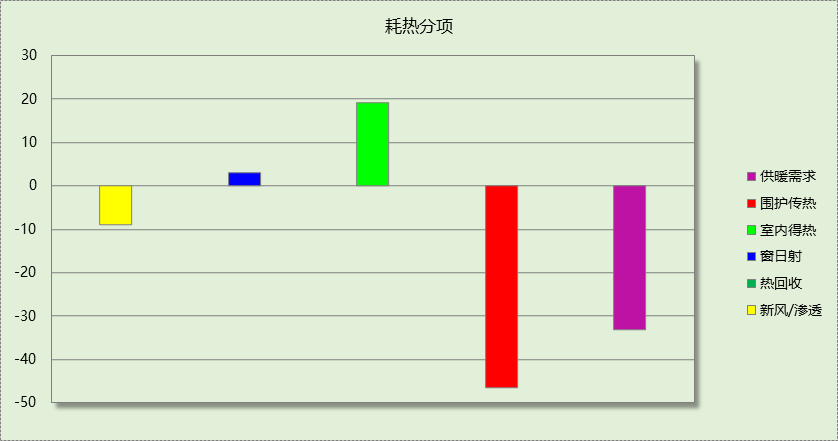 耗热分项
30
20
10
0
-10
-20
-30
-40
-50
供暖需求
围护传热
室内得热
窗日射
热回收
新风/渗透